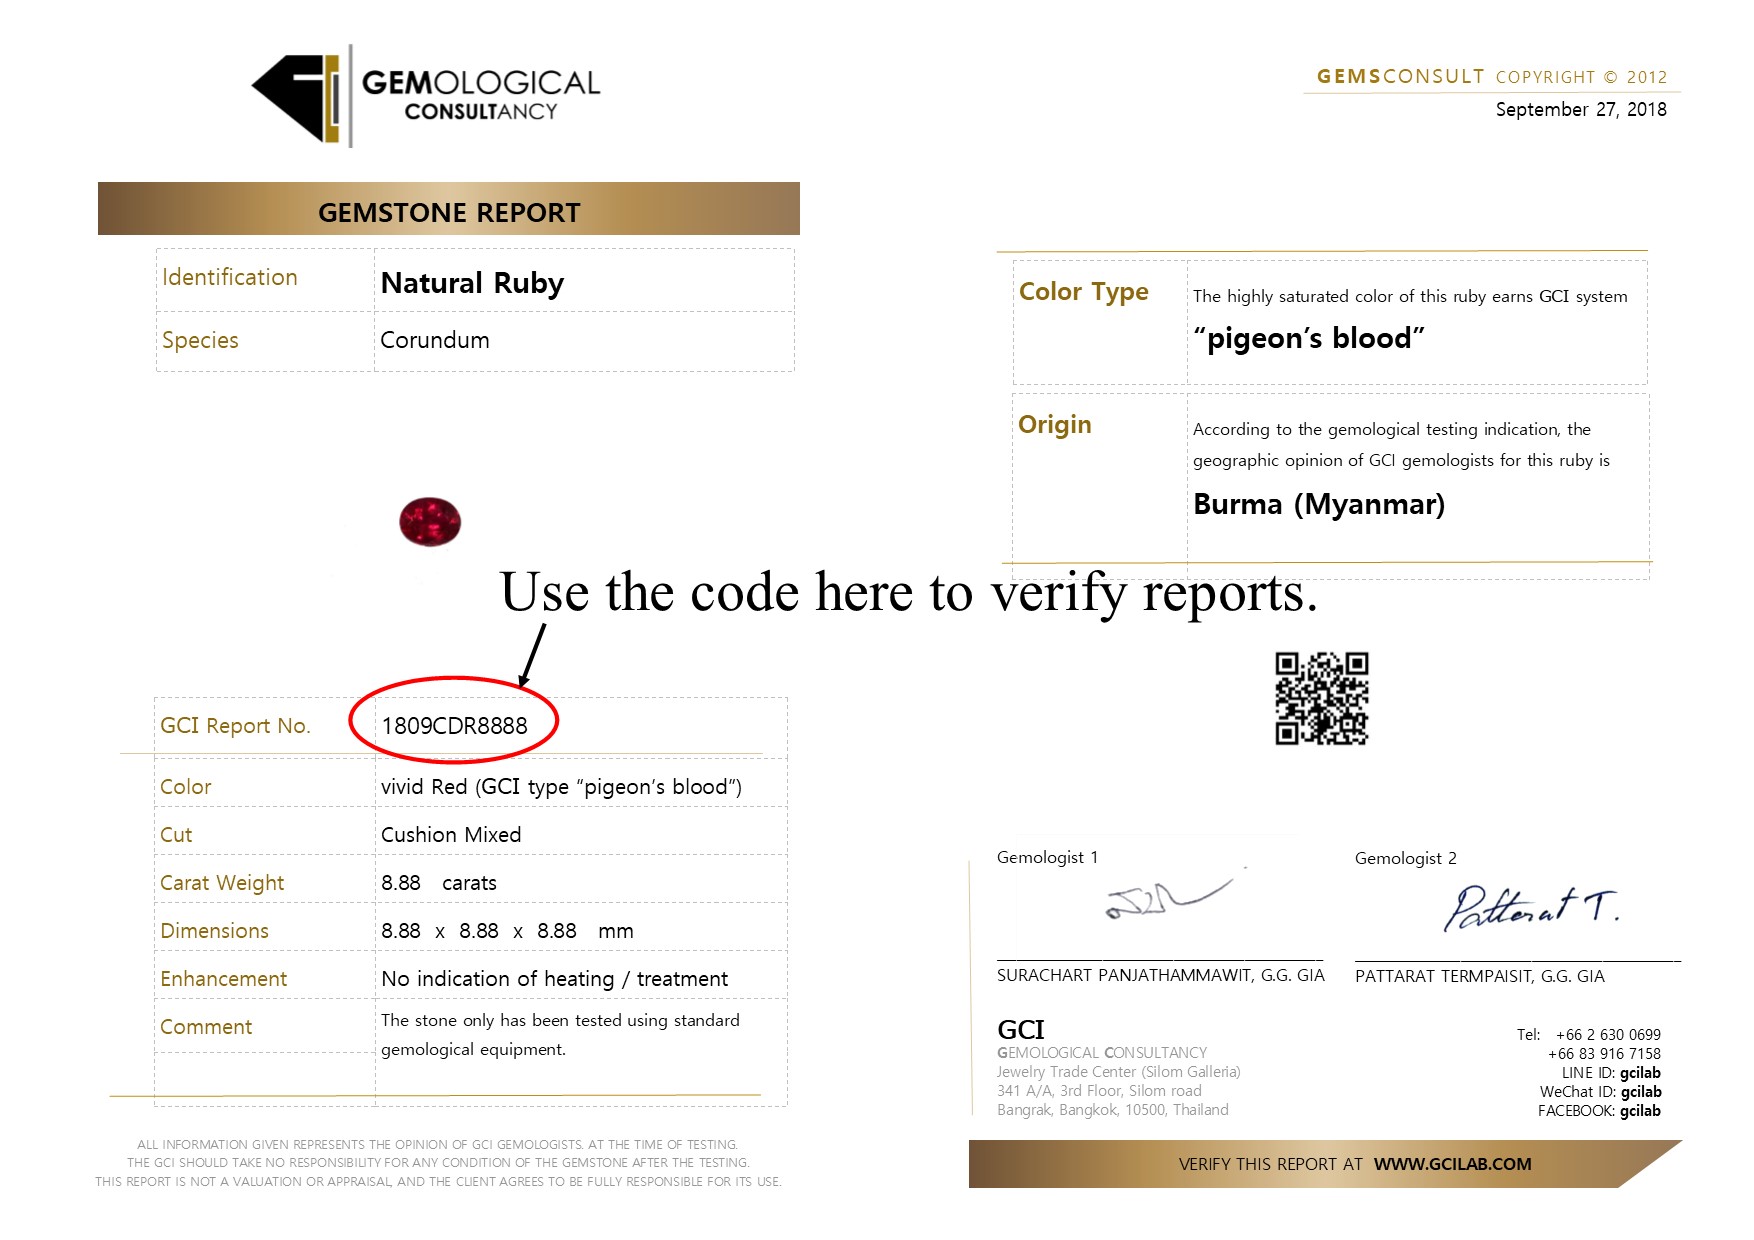 GEMOLOGICAL
CONSULTANCY
GEMSCONSULT COPYRIGHT © 2012
September 27, 2018
GEMSTONE REPORT
Identification Natural Ruby
Species Corundum
Color Type The highly saturated color of this ruby earns GCI system
“pigeon’s blood”
Origin According to the gemological testing indication, the
geographic opinion of GCI gemologists for this ruby is
Burma (Myanmar)
Use the code here to verify reports.
GCI Report No. 1809CDR8888
Color vivid Red (GCI type “pigeon’s blood”)
Cut Cushion Mixed
Carat Weight 8.88 carats
Dimensions 8.88 x 8.88 x 8.88 mm
Enhancement No indication of heating / treatment
Comment The stone only has been tested using standard
gemological equipment.
ALL INFORMATION GIVEN REPRESENTS THE OPINION OF GCI GEMOLOGISTS. AT THE TIME OF TESTING.
THE GCI SHOULD TAKE NO RESPONSIBILITY FOR ANY CONDITION OF THE GEMSTONE AFTER THE TESTING.
THIS REPORT IS NOT A VALUATION OR APPRAISAL, AND THE CLIENT AGREES TO BE FULLY RESPONSIBLE FOR ITS USE.
Gemologist 1
SURACHART PANJATHAMMAWIT, G.G. GIA
Gemologist 2
Pattarat T.
PATTARAT TERMPAISIT, G.G. GIA
GCI
GEMOLOGICAL CONSULTANCY
Jewelry Trade Center (Silom Galleria)
341 A/A, 3rd Floor, Silom road
Bangrak, Bangkok, 10500, Thailand
Tel: +66 2 630 0699
+66 83 916 7158
LINE ID: gcilab
WeChat ID: gcilab
FACEBOOK: gcilab
VERIFY THIS REPORT AT WWW.GCILAB.COM